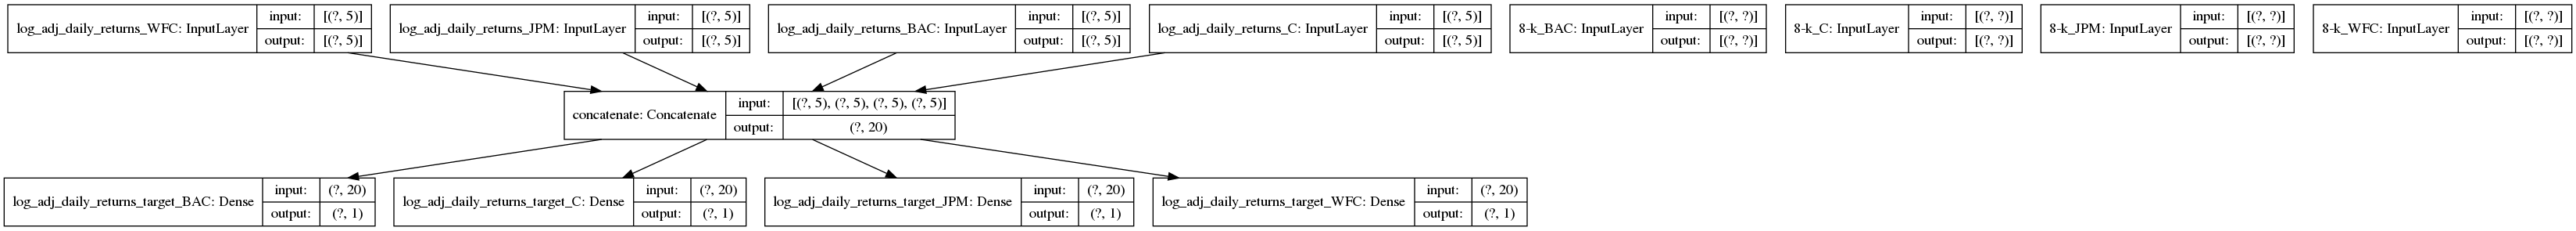 log_adj_daily_returns_WFC: InputLayer
input: [(?, 5)]
output: [(?, 5)]
log_adj_daily_returns_JPM: InputLayer
input: [(?, 5)]
output: [(?, 5)]
log_adj_daily_returns_BAC: InputLayer
input: [(?, 5)]
output: [(?, 5)]
log_adj_daily_returns_C: InputLayer
input: [(?, 5)]
output: [(?, 5)]
8-k_BAC: InputLayer
input: [(?, ?)]
output: [(?, ?)]
8-k_C: InputLayer
input: [(?, ?)]
output: [(?, ?)]
8-k_JPM: InputLayer
input: [(?, ?)]
output: [(?, ?)]
8-k_WFC: InputLayer
input: [(?, ?)]
output: [(?, ?)]
concatenate: Concatenate
input: [(?, 5), (?, 5), (?, 5), (?, 5)]
output: (?, 20)
log_adj_daily_returns_target_BAC: Dense
input: (?, 20)
output: (?, 1)
log_adj_daily_returns_target_C: Dense
input: (?, 20)
output: (?, 1)
log_adj_daily_returns_target_JPM: Dense
input: (?, 20)
output: (?, 1)
log_adj_daily_returns_target_WFC: Dense
input: (?, 20)
output: (?, 1)